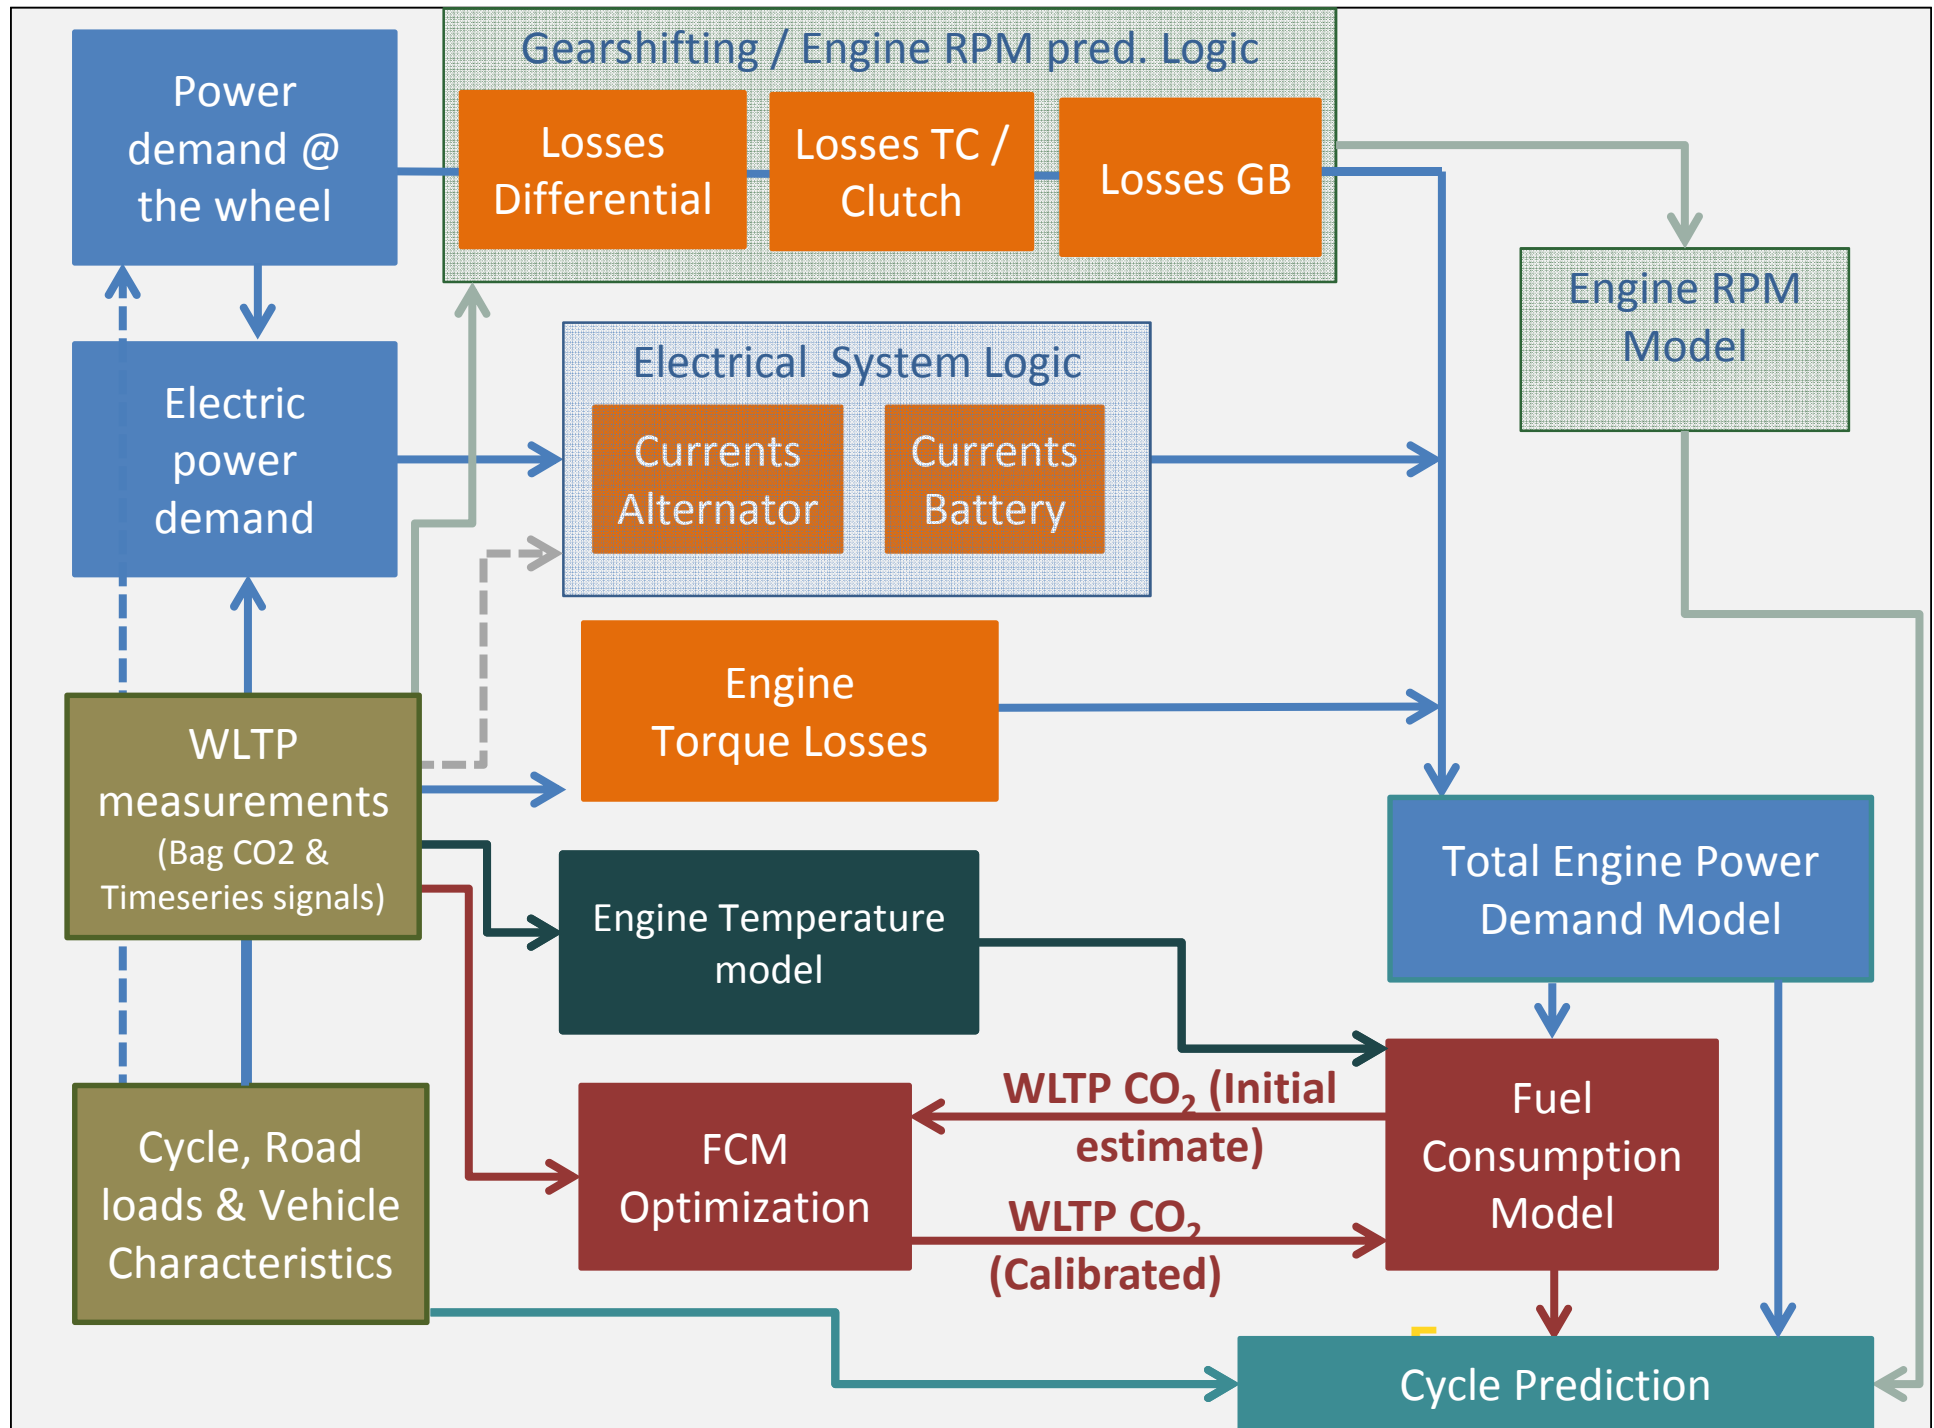 Gearshifting / Engine RPM pred. Logic
Power
demand @
the wheel
Losses
Differential
Losses TC /
Clutch
Losses GB
Engine RPM
Model
Electric
power
demand
Electrical  System Logic
Currents
Alternator
Currents
Battery
Engine
Torque Losses
WLTP
measurements
(Bag CO2 &
Timeseries signals)
Total Engine Power
Demand Model
Engine Temperature
model
WLTP CO₂ (Initial
estimate)
Fuel
Consumption
Model
FCM
Optimization
WLTP CO₂
(Calibrated)
Cycle, Road
loads & Vehicle
Characteristics
Cycle Prediction